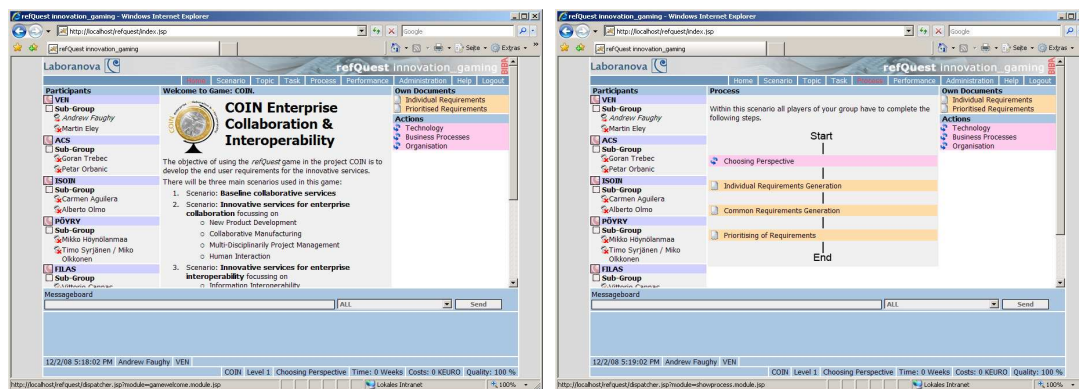 refQuest innovation_gaming - Windows Internet Explorer
http://localhost/refquest/index.jsp
Google
refQuest innovation_gaming
Seite
Extras
Laboranova
refQuest innovation_gaming
Home Scenario Topic Task Process Performance Administration Help Logout
Participants
VEN
Sub-Group
Andrew Faughy
Martin Eley
ACS
Sub-Group
Goran Trebec
Petar Orbanic
ISOIN
Sub-Group
Carmen Aguilera
Alberto Olmo
PÖYRY
Sub-Group
Mikko Höynölanmaa
Timo Syrjänen / Miko
Olkkonen
FILAS
Sub-Group
Welcome to Game: COIN.
COIN Enterprise
Collaboration &
Interoperability
The objective of using the refQuest game in the project COIN is to
develop the end user requirements for the innovative services.
There will be three main scenarios used in this game:
1. Scenario: Baseline collaborative services
2. Scenario: Innovative services for enterprise
collaboration focussing on
o New Product Development
o Collaborative Manufacturing
o Multi-Disciplinarily Project Management
o Human Interaction
3. Scenario: Innovative services for enterprise
interoperability focussing on
o Information Interoperability
Own Documents
Individual Requirements
Prioritised Requirements
Actions
Technology
Business Processes
Organisation
Messageboard
ALL
Send
12/2/08 5:18:02 PM Andrew Faughy VEN
COIN Level 1 Choosing Perspective Time: 0 Weeks Costs: 0 KEURO Quality: 100 %
http://localhost/refquest/dispatcher.jsp?module=gamewelcome.module.jsp
Lokales Intranet
100%
refQuest innovation_gaming - Windows Internet Explorer
http://localhost/refquest/index.jsp
Google
refQuest innovation_gaming
Seite
Extras
Laboranova
refQuest innovation_gaming
Home Scenario Topic Task Process Performance Administration Help Logout
Participants
VEN
Sub-Group
Andrew Faughy
Martin Eley
ACS
Sub-Group
Goran Trebec
Petar Orbanic
ISOIN
Sub-Group
Carmen Aguilera
Alberto Olmo
PÖYRY
Sub-Group
Mikko Höynölanmaa
Timo Syrjänen / Miko
Olkkonen
FILAS
Sub-Group
Process
Within this scenario all players of your group have to complete the
following steps.
Start
Choosing Perspective
Individual Requirements Generation
Common Requirements Generation
Prioritising of Requirements
End
Own Documents
Individual Requirements
Prioritised Requirements
Actions
Technology
Business Processes
Organisation
Messageboard
ALL
Send
12/2/08 5:19:02 PM Andrew Faughy VEN
COIN Level 1 Choosing Perspective Time: 0 Weeks Costs: 0 KEURO Quality: 100 %
http://localhost/refquest/dispatcher.jsp?module=showprocess.module.jsp
Lokales Intranet
100%